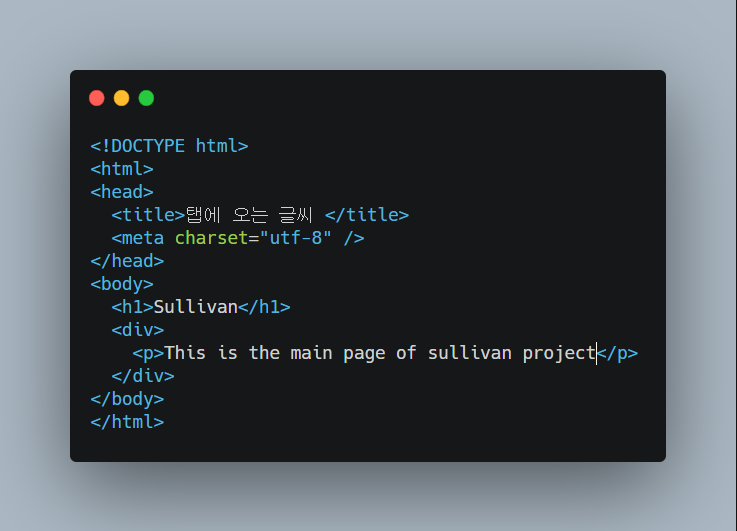 <!DOCTYPE html>
<html>
<head>
  <title>탭에 오는 글씨 </title>
  <meta charset="utf-8" />
</head>
<body>
  <h1>Sullivan</h1>
  <div>
    <p>This is the main page of sullivan project</p>
  </div>
</body>
</html>